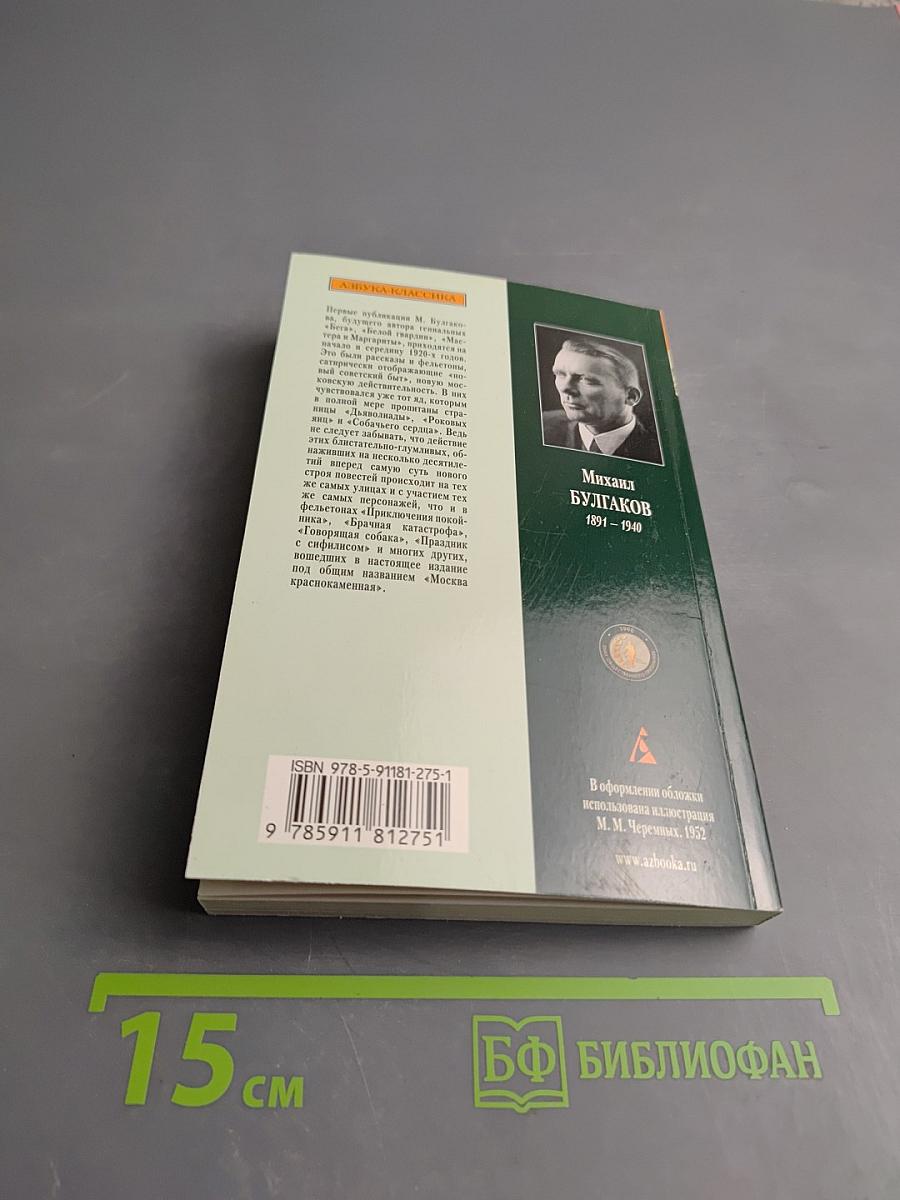 АЗБУКА-КЛАССИКА
Первые публикации М. Булгако-
ва, будущего автора гениальных
«Бега», «Белой гвардии», «Мас-
тера и Маргариты», приходятся на
начало и середину 1920-х годов.
Это были рассказы и фельетоны,
сатирически отображающие «но-
вый советский быт», новую мос-
ковскую действительность. В них
чувствовался уже тот яд, которым
в полной мере пропитаны стра-
ницы «Дьяволиады», «Роковых
яиц» и «Собачьего сердца». Ведь
не следует забывать, что действие
этих блистательно-глумливых, об-
наживших на несколько десятиле-
тий вперед самую суть нового
строя повестей происходит на тех
же самых улицах и с участием тех
же самых персонажей, что и в
фельетонах «Приключения покой-
ника», «Брачная катастрофа»,
«Говорящая собака», «Праздник
с сифилисом» и многих других,
вошедших в настоящее издание
под общим названием «Москва
краснокаменная».
ISBN 978-5-91181-275-1
9 785911 812751
Михаил
БУЛГАКОВ
1891 – 1940
1995
В оформлении обложки
использована иллюстрация
М. М. Черемных. 1952
www.azbooka.ru
15 см
БФ БИБЛИОФАН